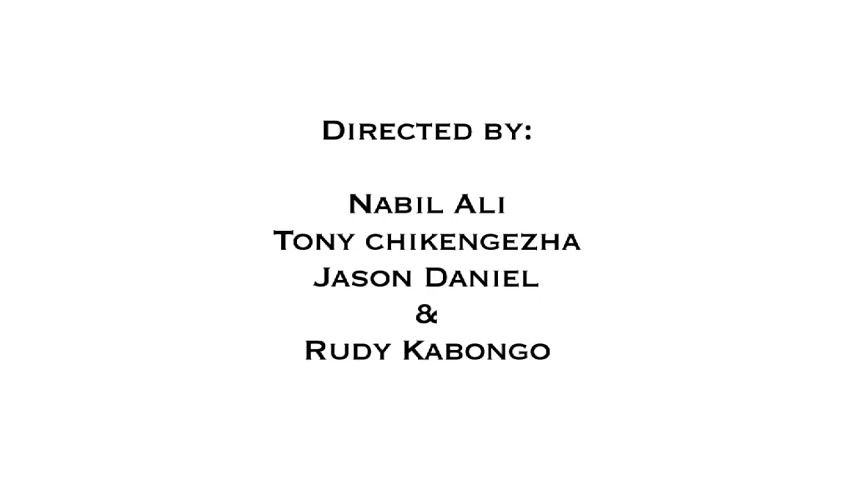 Directed by:
Nabil Ali
Tony chikengezha
Jason Daniel
&
Rudy Kabongo